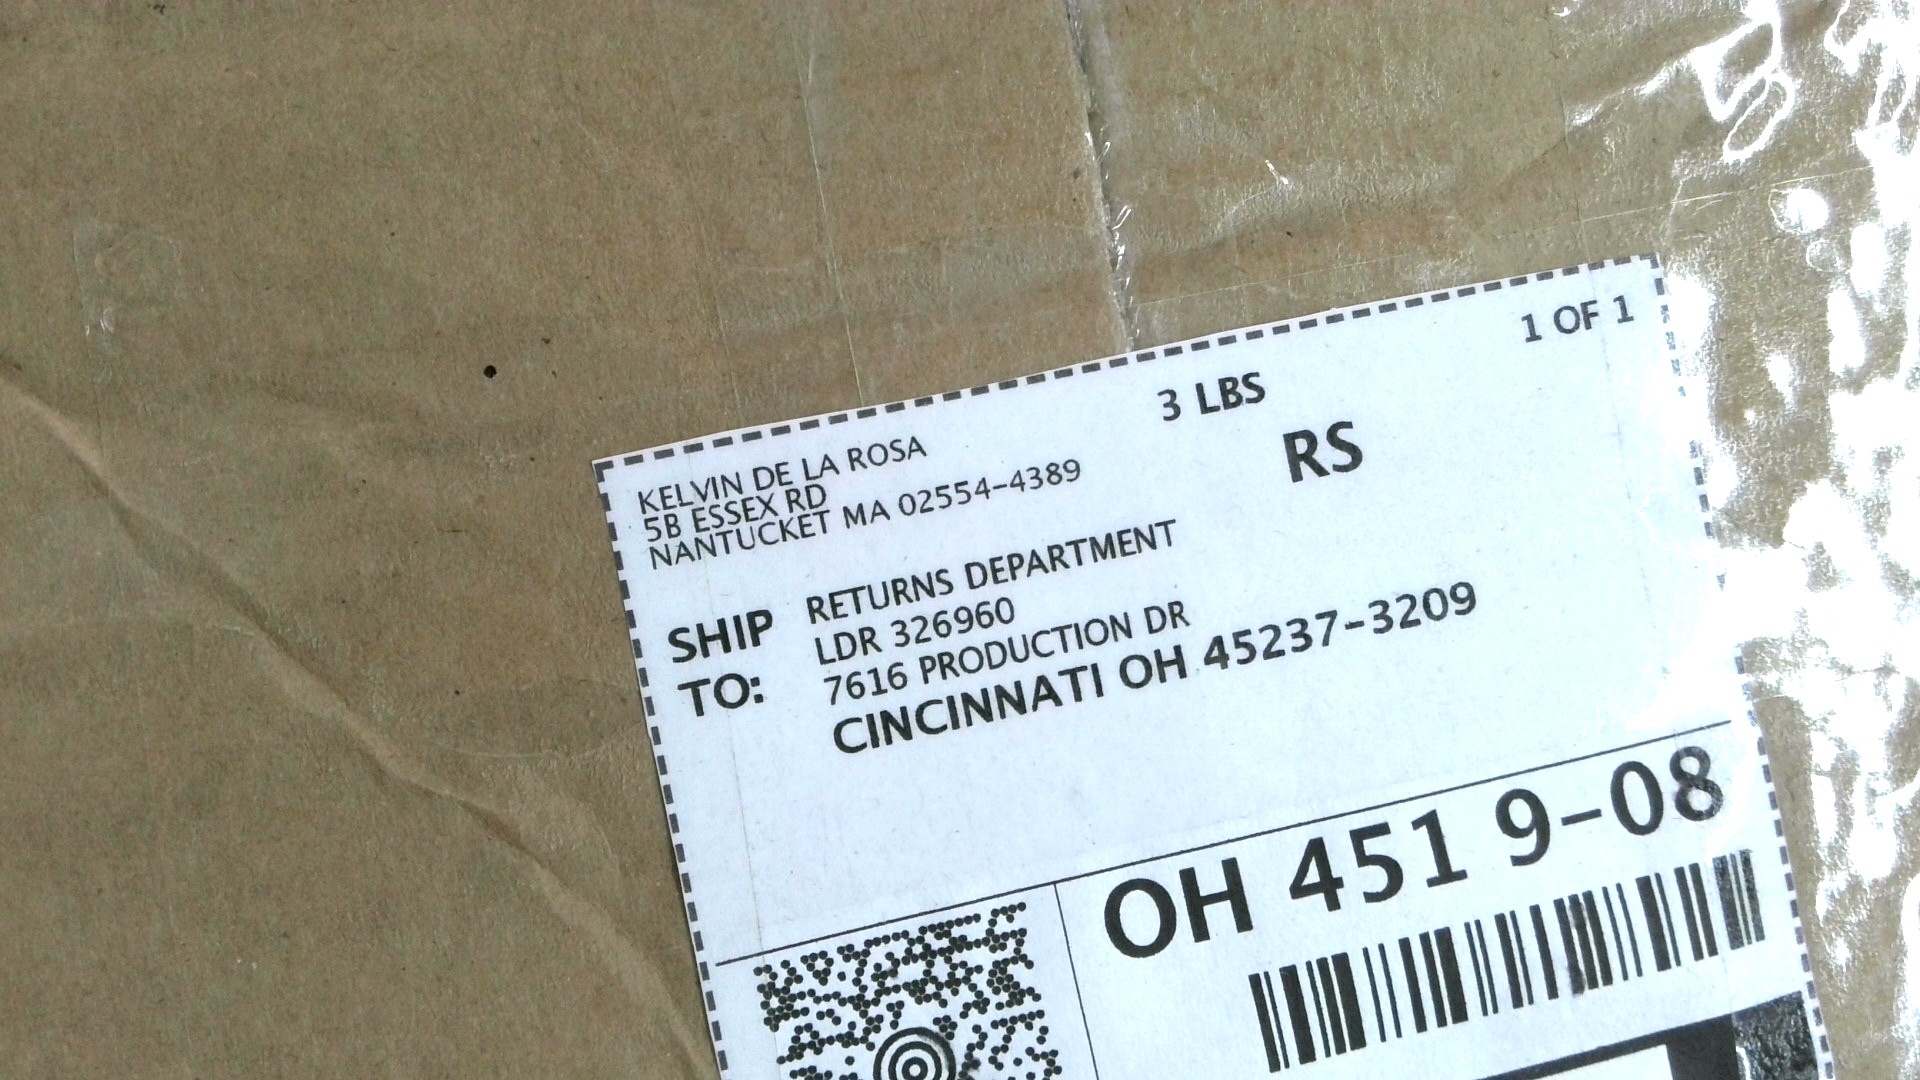 1 OF 1
3 LBS
RS
KELVIN DE LA ROSA
5B ESSEX RD
NANTUCKET MA 02554-4389
SHIP TO:
RETURNS DEPARTMENT
LDR 326960
7616 PRODUCTION DR
CINCINNATI OH 45237-3209
OH 451 9-08